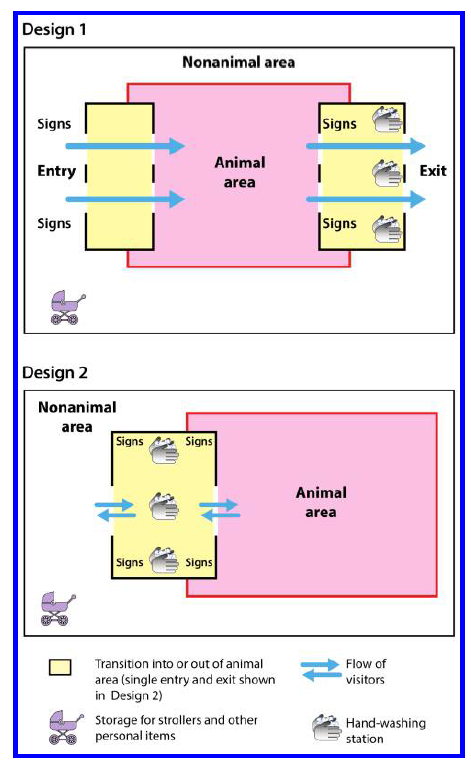 Design 1
Nonanimal area
Signs
Signs
Entry
Animal
area
Exit
Signs
Signs
Design 2
Nonanimal
area
Signs
Signs
Animal
area
Signs
Signs
Transition into or out of animal
area (single entry and exit shown
in Design 2)
Flow of
visitors
Storage for strollers and other
personal items
Hand-washing
station